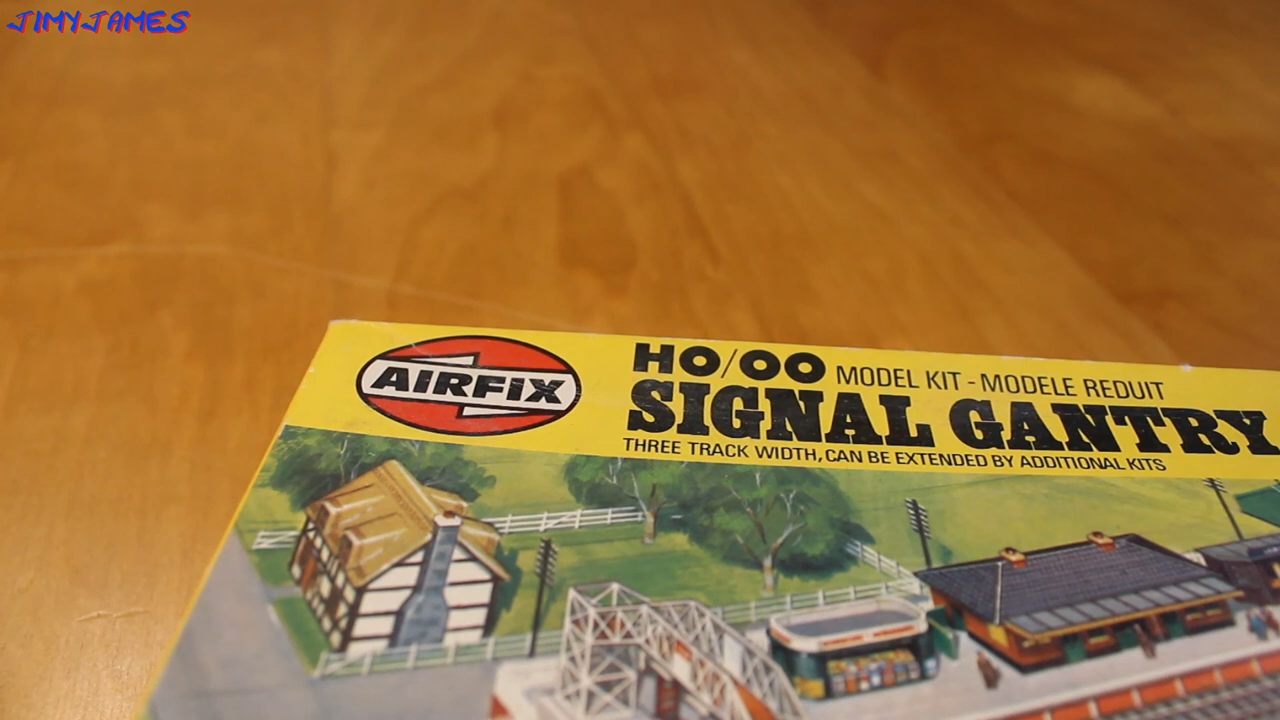 JIMYJAMES
AIRFIX
HO/OO MODEL KIT - MODELE REDUIT
SIGNAL GANTRY
THREE TRACK WIDTH, CAN BE EXTENDED BY ADDITIONAL KITS